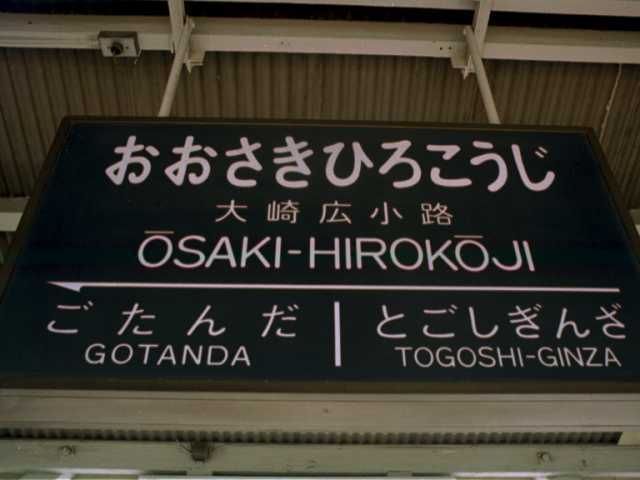 おおさきひろこうじ
大崎広小路
ŌSAKI-HIROKŌJI
ごたんだ とごしぎんざ
GOTANDA TOGOSHI-GINZA